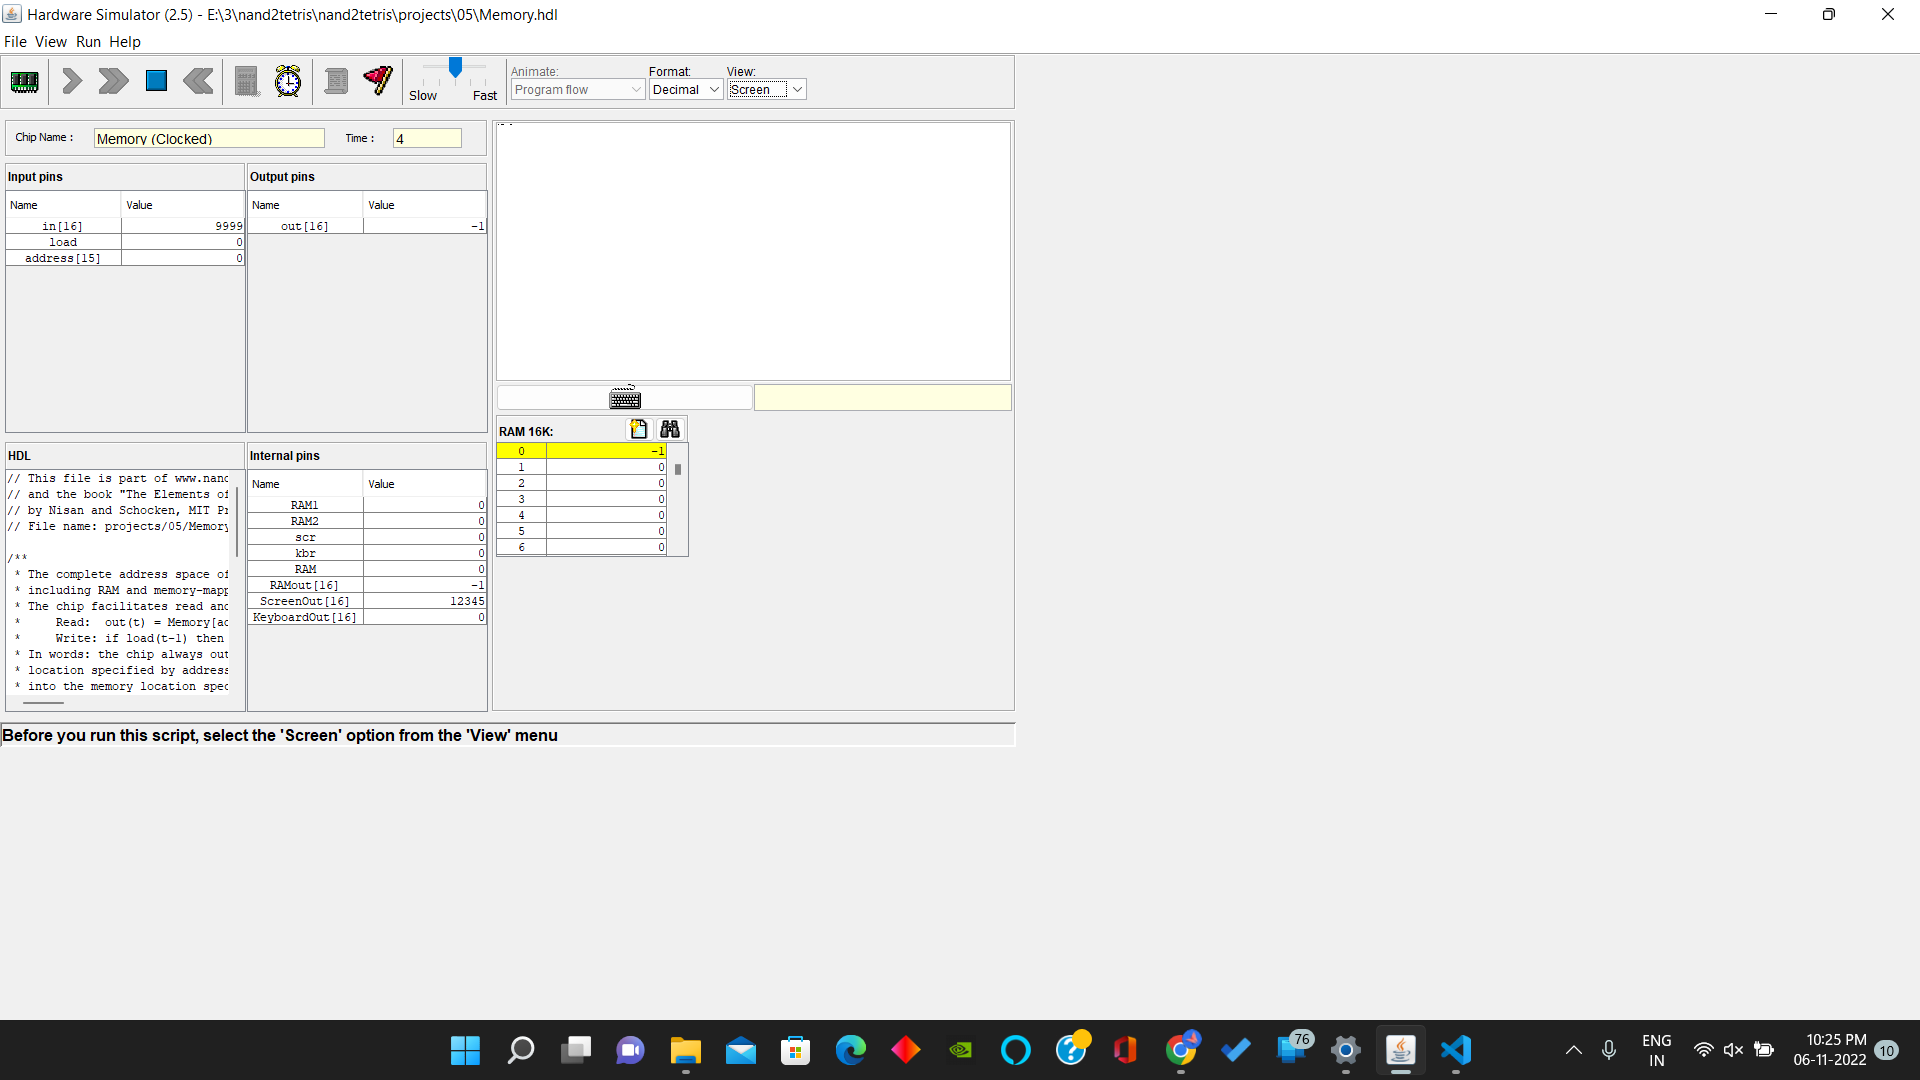 Hardware Simulator (2.5) - E:\3\nand2tetris\nand2tetris\projects\05\Memory.hdl
File View Run Help
Slow Fast
Animate: Format: View:
Program flow Decimal Screen
Chip Name : Memory (Clocked) Time : 4
Input pins
Name Value
in[16] 9999
load 0
address[15] 0
Output pins
Name Value
out[16] -1
RAM 16K:
0 -1
1 0
2 0
3 0
4 0
5 0
6 0
HDL
// This file is part of www.nand
// and the book "The Elements of
// by Nisan and Schocken, MIT Pr
// File name: projects/05/Memory
/**
* The complete address space of
* including RAM and memory-mapp
* The chip facilitates read and
* Read: out(t) = Memory[ad
* Write: if load(t-1) then
* In words: the chip always out
* location specified by address
* into the memory location spec
Internal pins
Name Value
RAM1 0
RAM2 0
scr 0
kbr 0
RAM 0
RAMout[16] -1
ScreenOut[16] 12345
KeyboardOut[16] 0
Before you run this script, select the 'Screen' option from the 'View' menu
76
ENG
IN
10:25 PM
06-11-2022
10